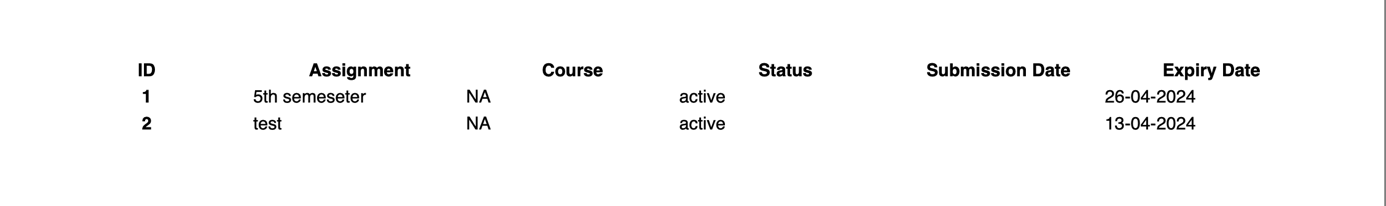 ID Assignment Course Status Submission Date Expiry Date
1 5th semeseter NA active 26-04-2024
2 test NA active 13-04-2024